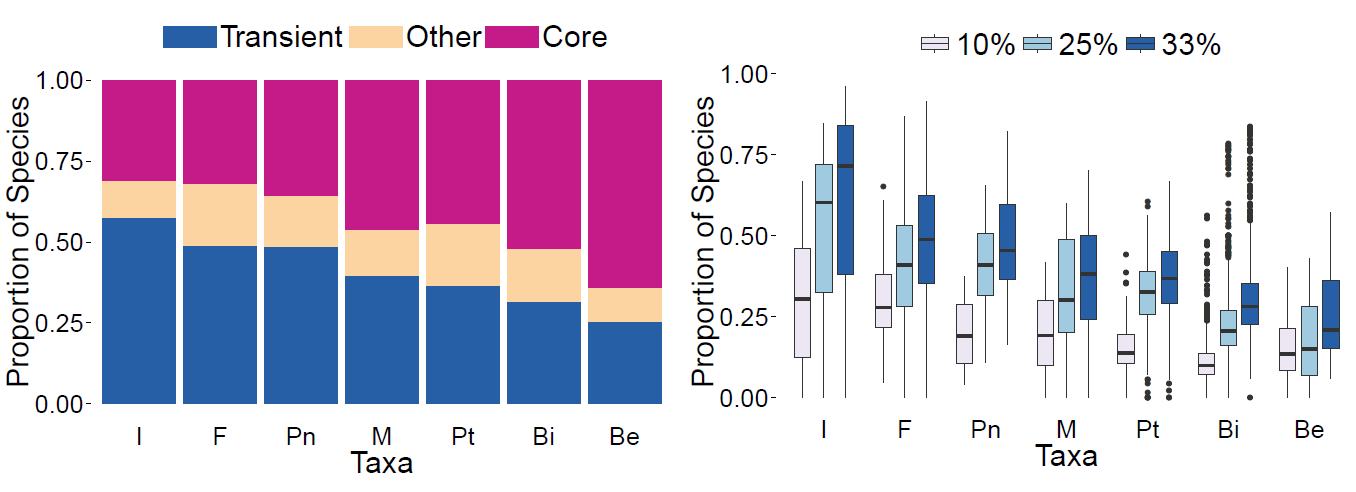 Transient Other Core
Proportion of Species
1.00
0.75
0.50
0.25
0.00
I F Pn M Pt Bi Be
Taxa
10% 25% 33%
Proportion of Species
1.00
0.75
0.50
0.25
0.00
I F Pn M Pt Bi Be
Taxa